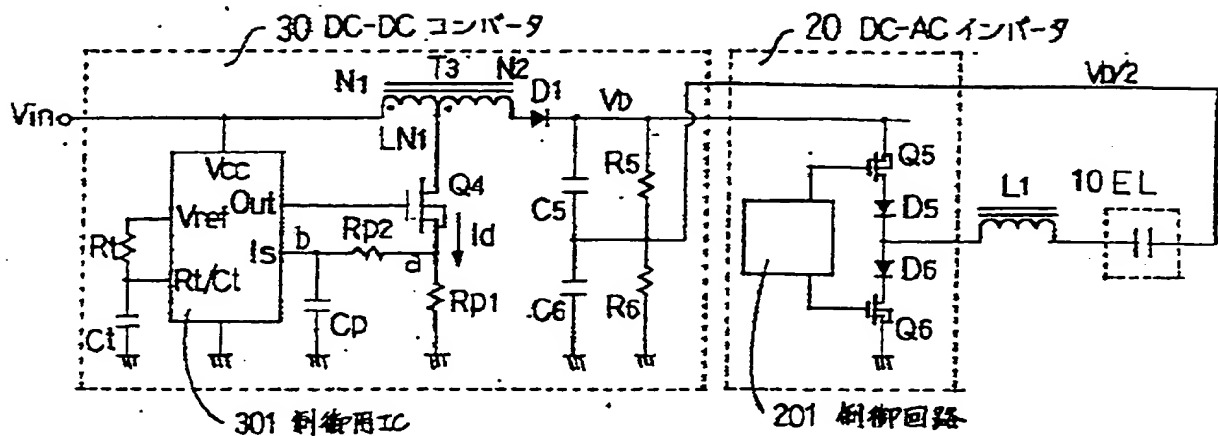 30 DC-DC コンバータ
20 DC-AC インバータ
N1 T3 N2
D1
VD
VD/2
Vin
LN1
Vcc
Q4
R5
Q5
Out
Vref
L1
10 EL
C5
D5
Rt
b
Rp2
Id
Is
a
D6
Rt/Ct
Rp1
C6
R6
Q6
Ct
Cp
301 制御用IC
201 制御回路